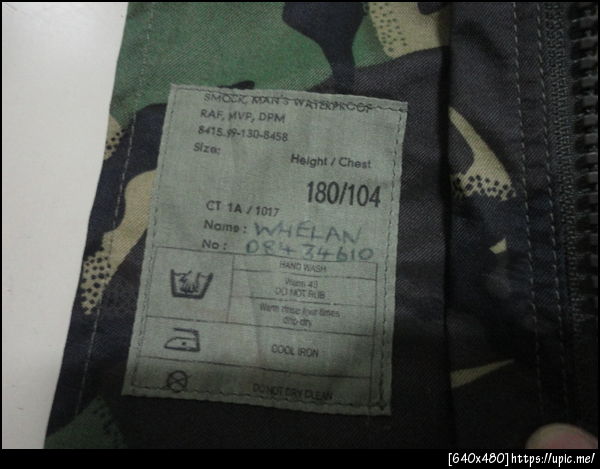 SMOCK, MAN'S WATERPROOF
RAF, MVP, DPM
8415.99-130-8458
Size:
Height / Chest
180/104
CT 1A / 1017
Name: WHELAN
No: D8434610
HAND WASH
Warm 40
DO NOT RUB
Warm rinse four times
drip dry
COOL IRON
DO NOT DRY CLEAN
[640x480]https://upic.me/